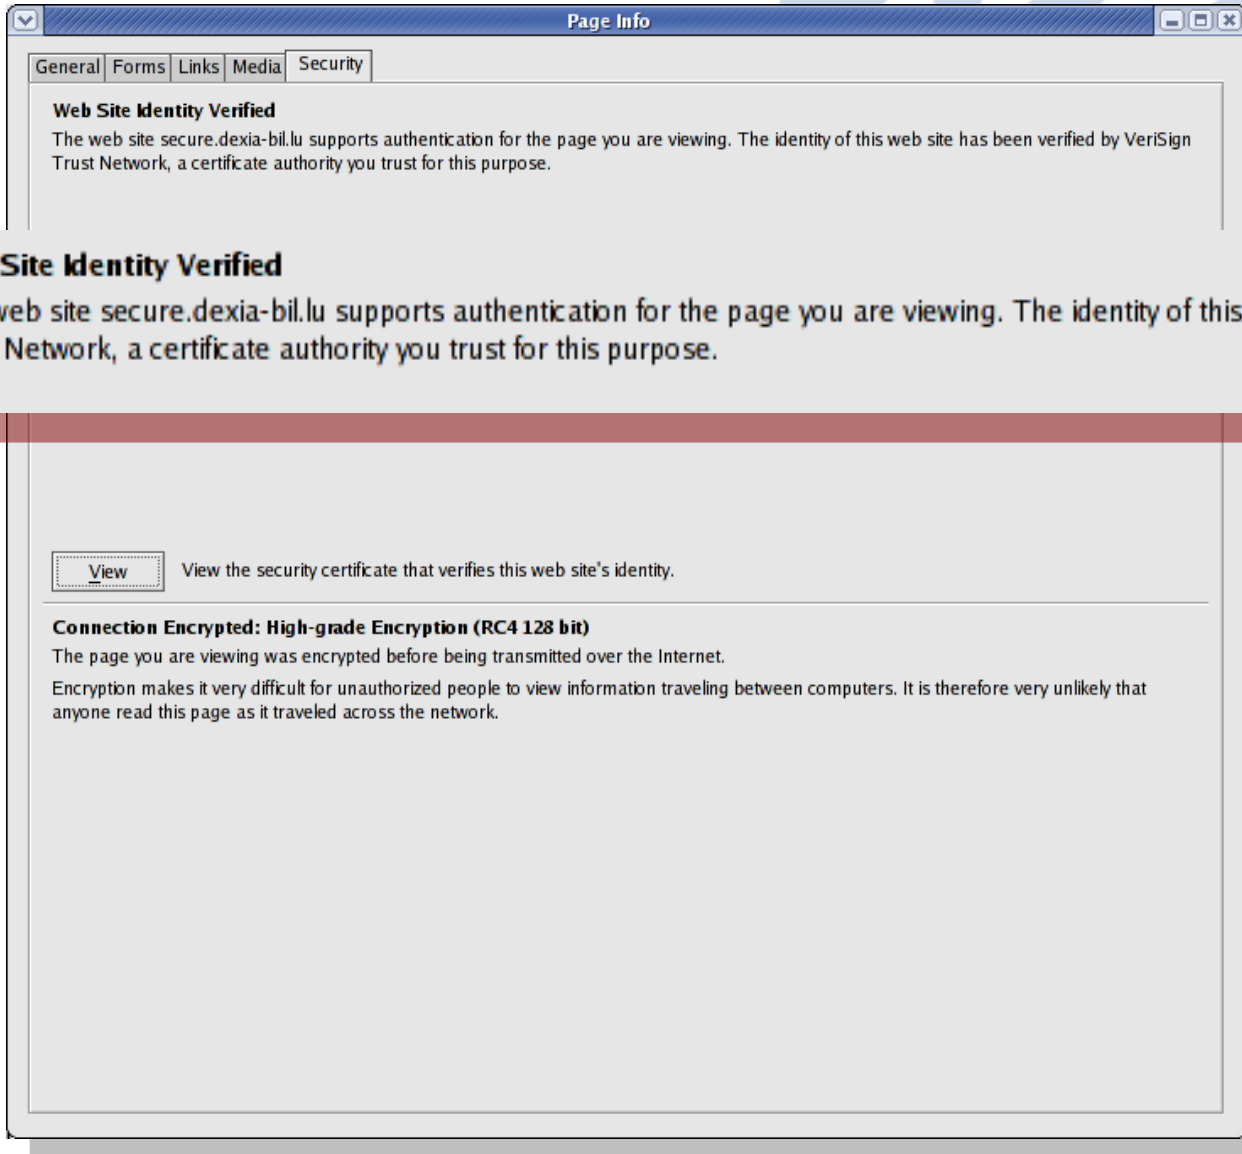 Page Info
General Forms Links Media Security
Web Site Identity Verified
The web site secure.dexia-bil.lu supports authentication for the page you are viewing. The identity of this web site has been verified by VeriSign
Trust Network, a certificate authority you trust for this purpose.
Site Identity Verified
web site secure.dexia-bil.lu supports authentication for the page you are viewing. The identity of this
Network, a certificate authority you trust for this purpose.
View View the security certificate that verifies this web site's identity.
Connection Encrypted: High-grade Encryption (RC4 128 bit)
The page you are viewing was encrypted before being transmitted over the Internet.
Encryption makes it very difficult for unauthorized people to view information traveling between computers. It is therefore very unlikely that
anyone read this page as it traveled across the network.